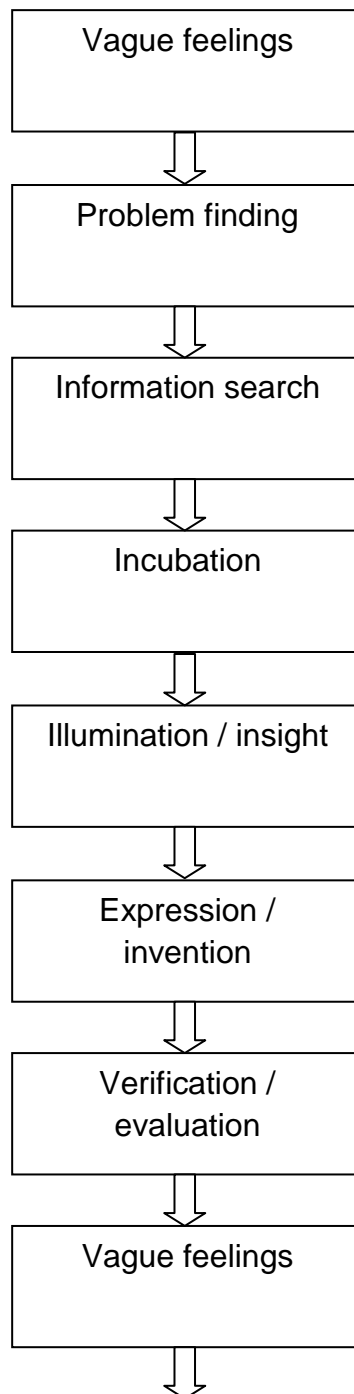 Vague feelings
Problem finding
Information search
Incubation
Illumination / insight
Expression /
invention
Verification /
evaluation
Vague feelings